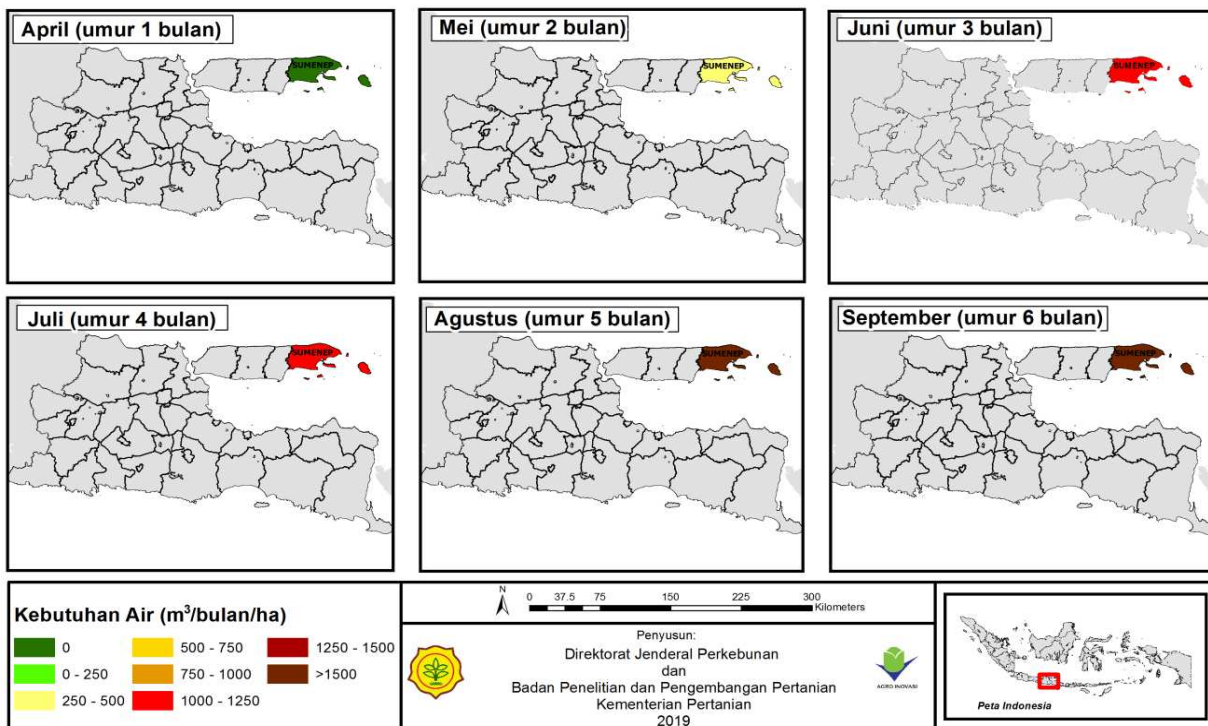 April (umur 1 bulan)
SUMENEP
Mei (umur 2 bulan)
SUMENEP
Juni (umur 3 bulan)
SUMENEP
Juli (umur 4 bulan)
SUMENEP
Agustus (umur 5 bulan)
SUMENEP
September (umur 6 bulan)
SUMENEP
Kebutuhan Air (m³/bulan/ha)
0
0 - 250
250 - 500
500 - 750
750 - 1000
1000 - 1250
1250 - 1500
>1500
N
0 37.5 75 150 225 300
Kilometers
Penyusun:
Direktorat Jenderal Perkebunan
dan
Badan Penelitian dan Pengembangan Pertanian
Kementerian Pertanian
2019
AGRO INOVASI
Peta Indonesia